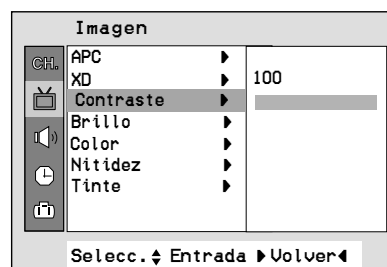 Imagen
CH.
APC
XD
100
Contraste
Brillo
Color
Nitidez
Tinte
Selecc. Entrada Volver